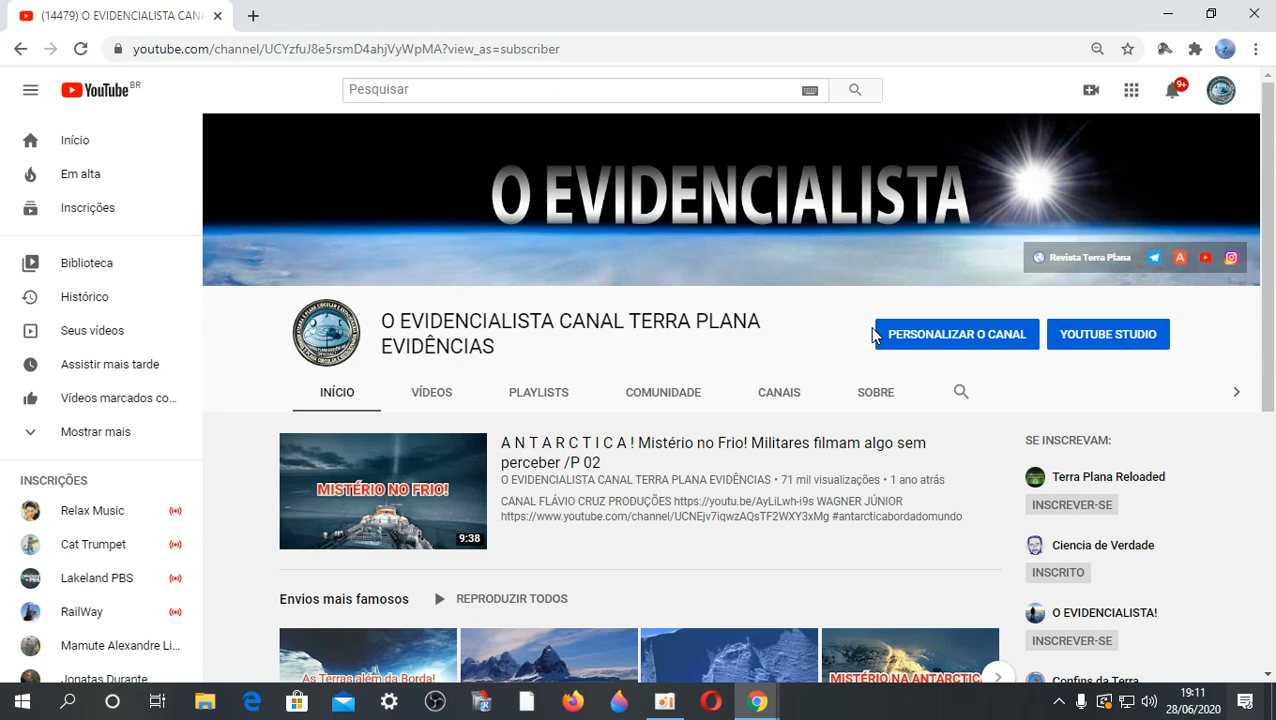 (14479) O EVIDENCIALISTA CAN
youtube.com/channel/UCYzfuJ8e5rsmD4ahjVyWpMA?view_as=subscriber
YouTube BR
Pesquisar
9+
Início
Em alta
Inscrições
Biblioteca
Histórico
Seus vídeos
Assistir mais tarde
Vídeos marcados co...
Mostrar mais
INSCRIÇÕES
Relax Music
Cat Trumpet
Lakeland PBS
RailWay
Mamute Alexandre Li...
Jonatas Durante
O EVIDENCIALISTA
Revista Terra Plana
O EVIDENCIALISTA CANAL TERRA PLANA
EVIDÊNCIAS
PERSONALIZAR O CANAL
YOUTUBE STUDIO
INÍCIO
VÍDEOS
PLAYLISTS
COMUNIDADE
CANAIS
SOBRE
MISTÉRIO NO FRIO!
9:38
A N T A R C T I C A ! Mistério no Frio! Militares filmam algo sem
perceber /P 02
O EVIDENCIALISTA CANAL TERRA PLANA EVIDÊNCIAS • 71 mil visualizações • 1 ano atrás
CANAL FLÁVIO CRUZ PRODUÇÕES https://youtu.be/AyLiLwh-i9s WAGNER JÚNIOR
https://www.youtube.com/channel/UCNEjv7iqwzAQsTF2WXY3xMg #antarcticabordadomundo
Envios mais famosos
REPRODUZIR TODOS
As Terras além da Borda!
MISTÉRIO NA ANTARCTIC
SE INSCREVAM:
Terra Plana Reloaded
INSCREVER-SE
Ciencia de Verdade
INSCRITO
O EVIDENCIALISTA!
INSCREVER-SE
Confins da Terra
19:11
28/06/2020